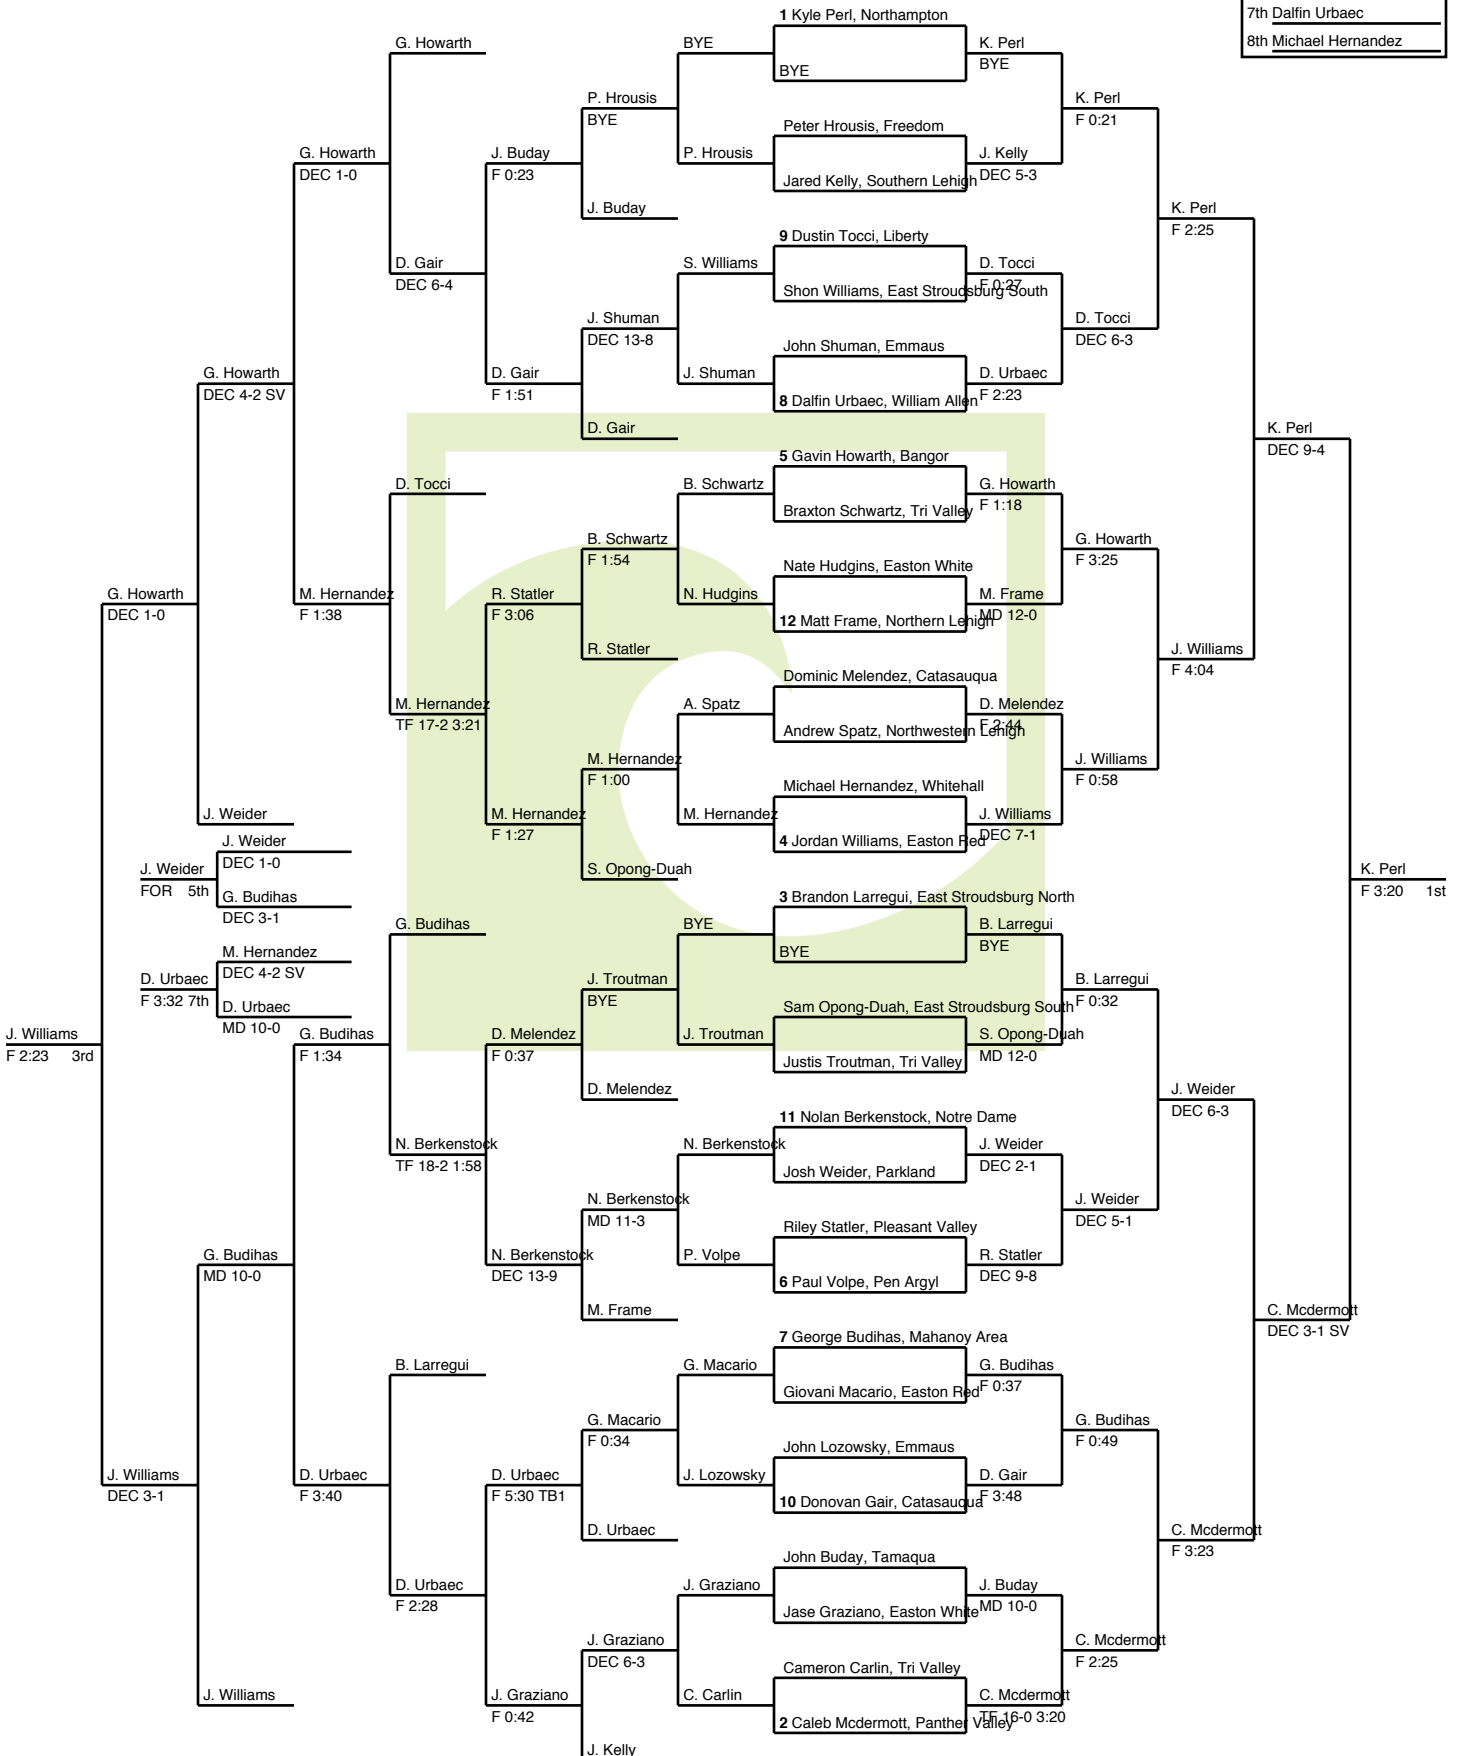 7th Dalfin Urbaec
8th Michael Hernandez
1 Kyle Perl, Northampton
G. Howarth
BYE
K. Perl
BYE
BYE
P. Hrousis
BYE
K. Perl
F 0:21
Peter Hrousis, Freedom
G. Howarth
DEC 1-0
J. Buday
F 0:23
P. Hrousis
J. Kelly
DEC 5-3
Jared Kelly, Southern Lehigh
J. Buday
K. Perl
F 2:25
9 Dustin Tocci, Liberty
D. Gair
DEC 6-4
S. Williams
D. Tocci
F 0:27
Shon Williams, East Stroudsburg South
J. Shuman
DEC 13-8
D. Tocci
DEC 6-3
John Shuman, Emmaus
G. Howarth
DEC 4-2 SV
D. Gair
F 1:51
J. Shuman
D. Urbaec
F 2:23
8 Dalfin Urbaec, William Allen
D. Gair
K. Perl
DEC 9-4
5 Gavin Howarth, Bangor
D. Tocci
B. Schwartz
G. Howarth
F 1:18
Braxton Schwartz, Tri Valley
B. Schwartz
F 1:54
G. Howarth
F 3:25
Nate Hudgins, Easton White
G. Howarth
DEC 1-0
M. Hernandez
F 1:38
R. Statler
F 3:06
N. Hudgins
M. Frame
MD 12-0
12 Matt Frame, Northern Lehigh
R. Statler
J. Williams
F 4:04
Dominic Melendez, Catasauqua
M. Hernandez
TF 17-2 3:21
A. Spatz
D. Melendez
F 2:44
Andrew Spatz, Northwestern Lehigh
M. Hernandez
F 1:00
J. Williams
F 0:58
Michael Hernandez, Whitehall
J. Weider
M. Hernandez
F 1:27
M. Hernandez
J. Williams
DEC 7-1
4 Jordan Williams, Easton Red
J. Weider
DEC 1-0
J. Weider
FOR 5th
S. Opong-Duah
K. Perl
F 3:20 1st
G. Budihas
DEC 3-1
3 Brandon Larregui, East Stroudsburg North
G. Budihas
BYE
B. Larregui
BYE
BYE
M. Hernandez
DEC 4-2 SV
D. Urbaec
F 3:32 7th
J. Troutman
BYE
B. Larregui
F 0:32
D. Urbaec
MD 10-0
Sam Opong-Duah, East Stroudsburg South
J. Williams
F 2:23 3rd
G. Budihas
F 1:34
D. Melendez
F 0:37
J. Troutman
S. Opong-Duah
MD 12-0
Justis Troutman, Tri Valley
D. Melendez
J. Weider
DEC 6-3
11 Nolan Berkenstock, Notre Dame
N. Berkenstock
TF 18-2 1:58
N. Berkenstock
J. Weider
DEC 2-1
Josh Weider, Parkland
N. Berkenstock
MD 11-3
J. Weider
DEC 5-1
Riley Statler, Pleasant Valley
G. Budihas
MD 10-0
N. Berkenstock
DEC 13-9
P. Volpe
R. Statler
DEC 9-8
6 Paul Volpe, Pen Argyl
M. Frame
C. Mcdermott
DEC 3-1 SV
7 George Budihas, Mahanoy Area
B. Larregui
G. Macario
G. Budihas
F 0:37
Giovani Macario, Easton Red
G. Macario
F 0:34
G. Budihas
F 0:49
John Lozowsky, Emmaus
J. Williams
DEC 3-1
D. Urbaec
F 3:40
D. Urbaec
F 5:30 TB1
J. Lozowsky
D. Gair
F 3:48
10 Donovan Gair, Catasauqua
D. Urbaec
C. Mcdermott
F 3:23
John Buday, Tamaqua
D. Urbaec
F 2:28
J. Graziano
J. Buday
MD 10-0
Jase Graziano, Easton White
J. Graziano
DEC 6-3
C. Mcdermott
F 2:25
Cameron Carlin, Tri Valley
J. Williams
J. Graziano
F 0:42
C. Carlin
C. Mcdermott
TF 16-0 3:20
2 Caleb Mcdermott, Panther Valley
J. Kelly